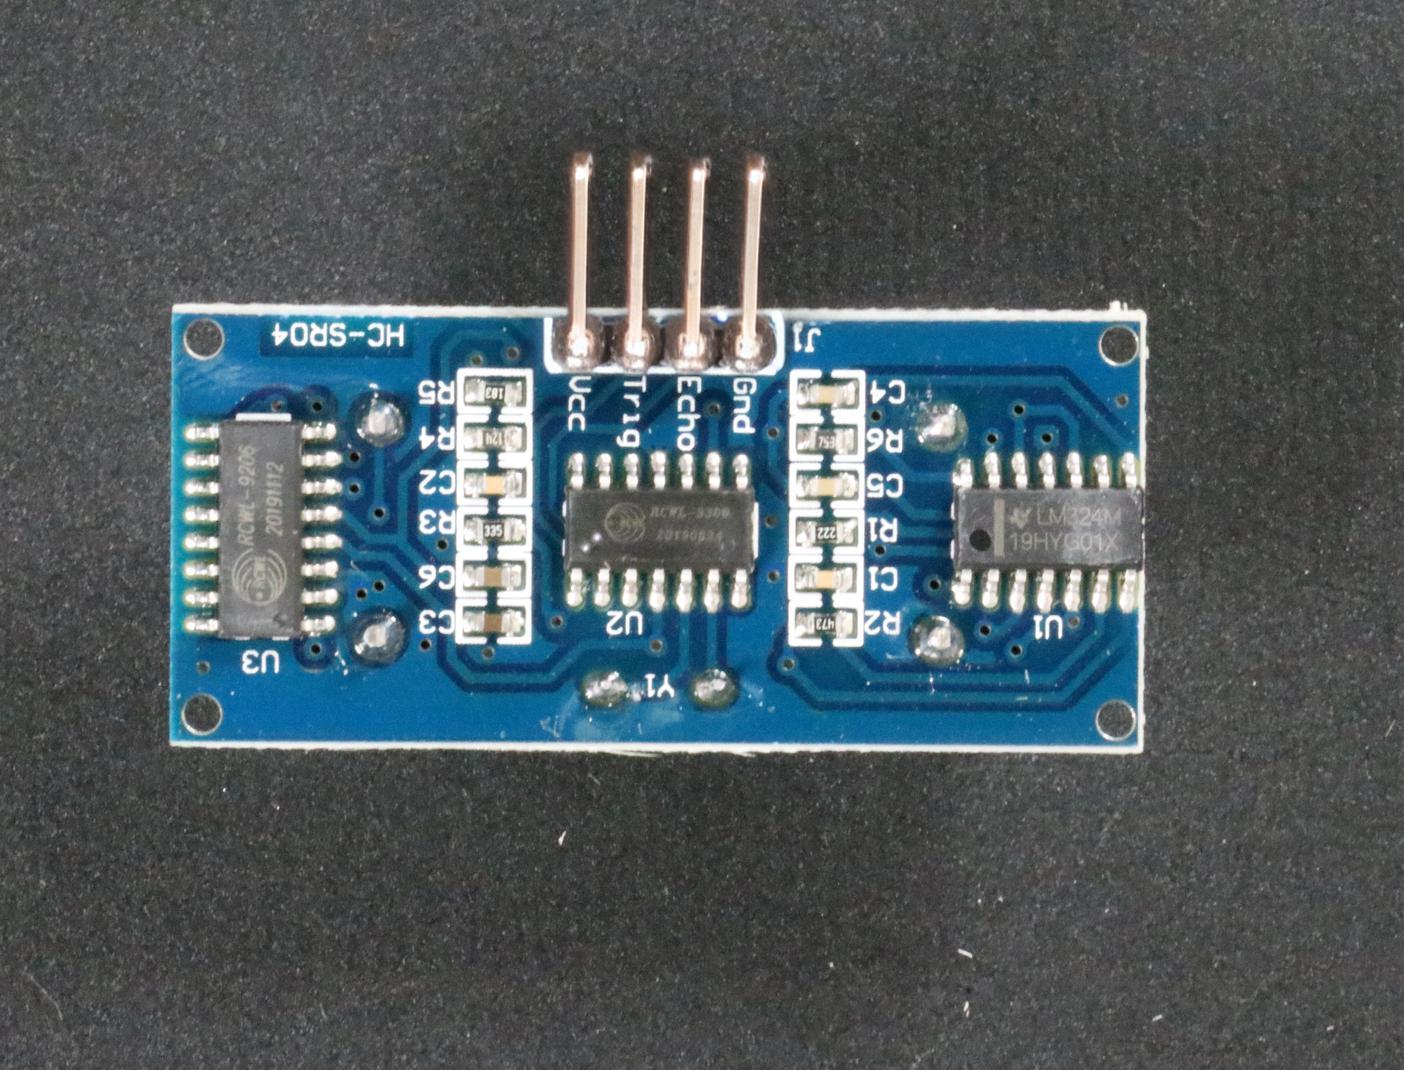 HC-SR04
J1
Vcc
Trig
Echo
Gnd
R5
103
C4
R4
124
R6
C2
C5
R3
335
R1
222
C6
C1
C3
R2
473
RCWL-9206
20191112
RCWL
U3
RCWL-9300
U2
LM324M
19HYG01X
U1
Y1